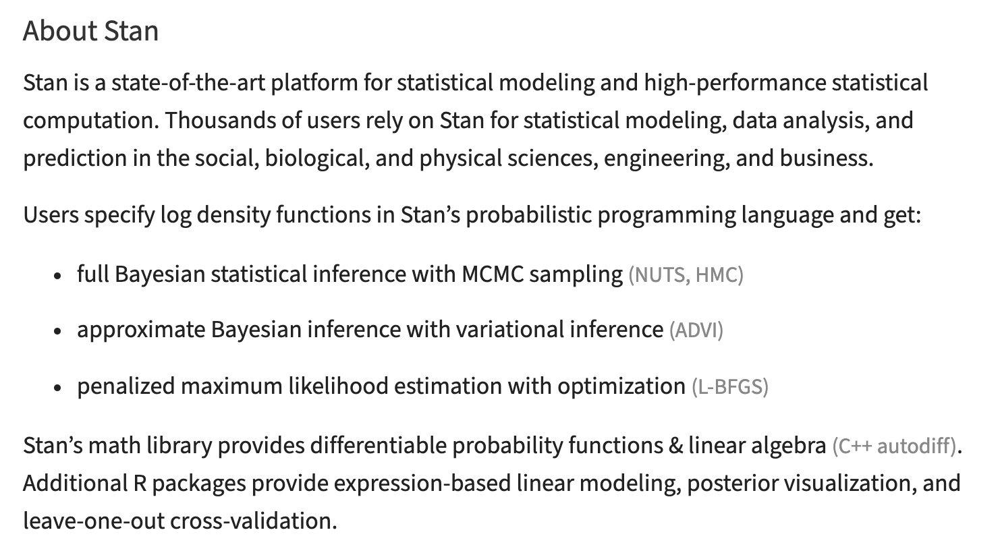 About Stan
Stan is a state-of-the-art platform for statistical modeling and high-performance statistical
computation. Thousands of users rely on Stan for statistical modeling, data analysis, and
prediction in the social, biological, and physical sciences, engineering, and business.
Users specify log density functions in Stan’s probabilistic programming language and get:
• full Bayesian statistical inference with MCMC sampling (NUTS, HMC)
• approximate Bayesian inference with variational inference (ADVI)
• penalized maximum likelihood estimation with optimization (L-BFGS)
Stan’s math library provides differentiable probability functions & linear algebra (C++ autodiff).
Additional R packages provide expression-based linear modeling, posterior visualization, and
leave-one-out cross-validation.